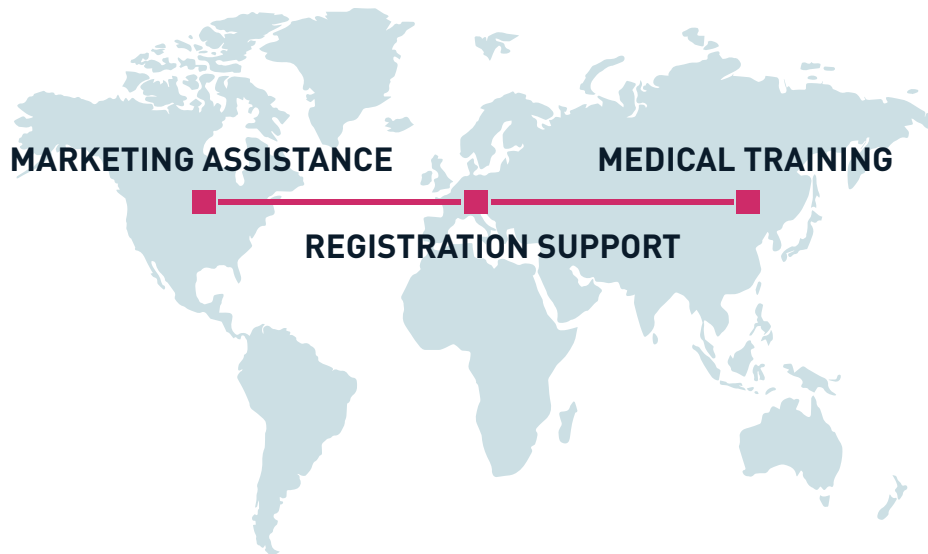 MARKETING ASSISTANCE
MEDICAL TRAINING
REGISTRATION SUPPORT